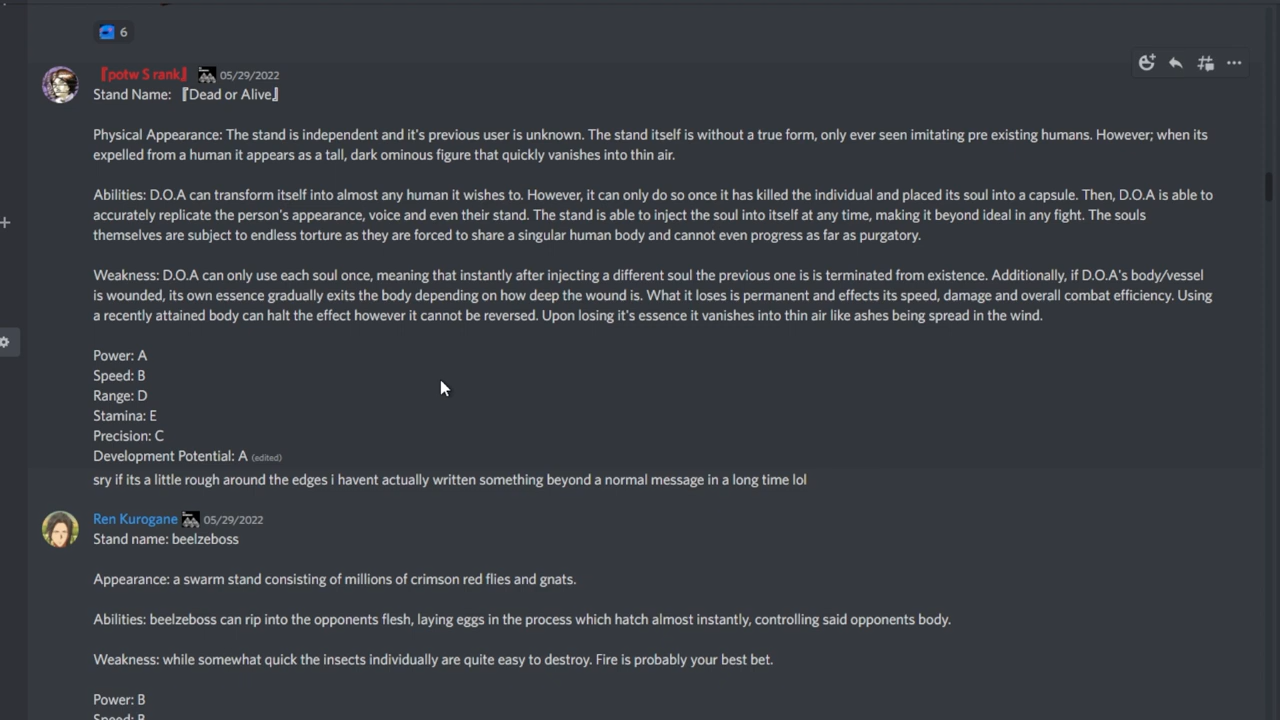 6
『potw S rank』 05/29/2022
Stand Name: 『Dead or Alive』
Physical Appearance: The stand is independent and it's previous user is unknown. The stand itself is without a true form, only ever seen imitating pre existing humans. However; when its
expelled from a human it appears as a tall, dark ominous figure that quickly vanishes into thin air.
Abilities: D.O.A can transform itself into almost any human it wishes to. However, it can only do so once it has killed the individual and placed its soul into a capsule. Then, D.O.A is able to
accurately replicate the person's appearance, voice and even their stand. The stand is able to inject the soul into itself at any time, making it beyond ideal in any fight. The souls
themselves are subject to endless torture as they are forced to share a singular human body and cannot even progress as far as purgatory.
Weakness: D.O.A can only use each soul once, meaning that instantly after injecting a different soul the previous one is is terminated from existence. Additionally, if D.O.A's body/vessel
is wounded, its own essence gradually exits the body depending on how deep the wound is. What it loses is permanent and effects its speed, damage and overall combat efficiency. Using
a recently attained body can halt the effect however it cannot be reversed. Upon losing it's essence it vanishes into thin air like ashes being spread in the wind.
Power: A
Speed: B
Range: D
Stamina: E
Precision: C
Development Potential: A (edited)
sry if its a little rough around the edges i havent actually written something beyond a normal message in a long time lol
Ren Kurogane 05/29/2022
Stand name: beelzeboss
Appearance: a swarm stand consisting of millions of crimson red flies and gnats.
Abilities: beelzeboss can rip into the opponents flesh, laying eggs in the process which hatch almost instantly, controlling said opponents body.
Weakness: while somewhat quick the insects individually are quite easy to destroy. Fire is probably your best bet.
Power: B
Speed: B